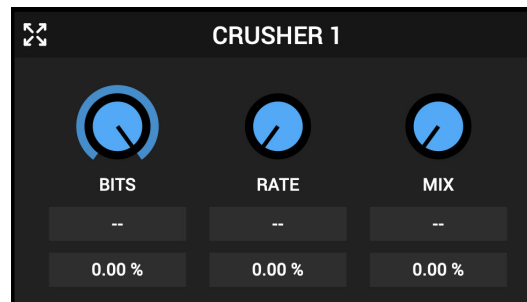 CRUSHER 1
BITS RATE MIX
-- -- --
0.00 % 0.00 % 0.00 %